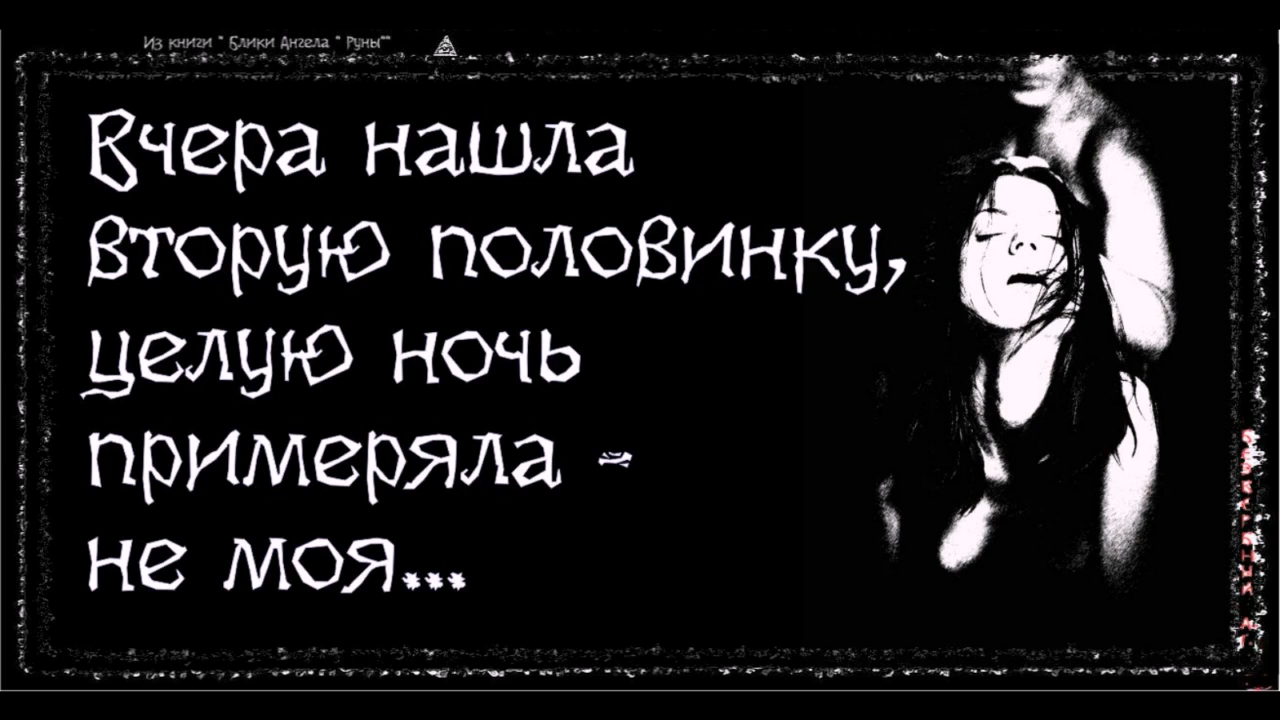 Из книги " Блики Ангела " Руны""
Вчера нашла
вторую половинку,
целую ночь
примеряла -
не моя...